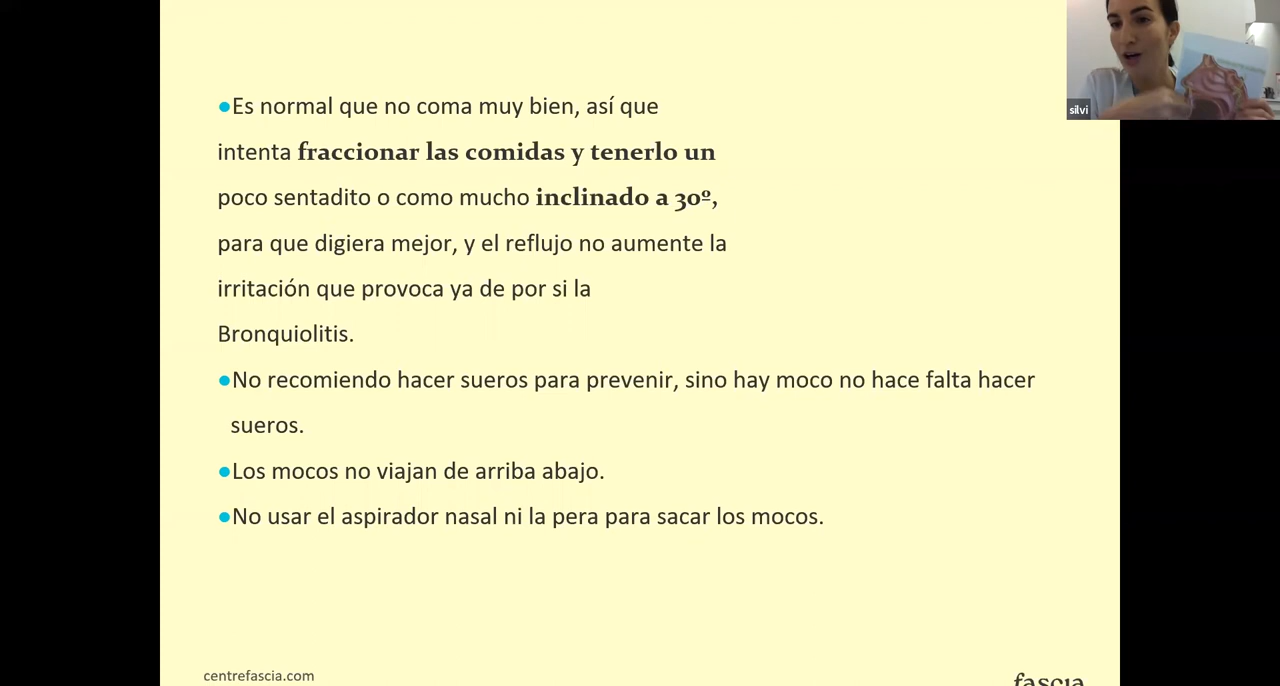 silvi
●Es normal que no coma muy bien, así que
intenta fraccionar las comidas y tenerlo un
poco sentadito o como mucho inclinado a 30º,
para que digiera mejor, y el reflujo no aumente la
irritación que provoca ya de por si la
Bronquiolitis.
●No recomiendo hacer sueros para prevenir, sino hay moco no hace falta hacer
sueros.
●Los mocos no viajan de arriba abajo.
●No usar el aspirador nasal ni la pera para sacar los mocos.
centrefascia.com
fascia